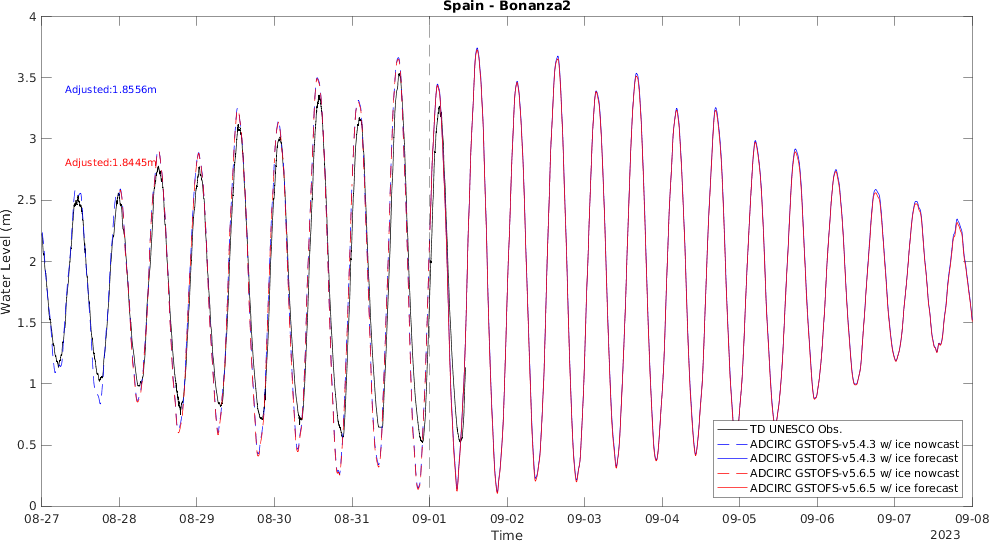 Spain - Bonanza2
4
3.5
3
2.5
2
1.5
1
0.5
0
Water Level (m)
Adjusted:1.8556m
Adjusted:1.8445m
TD UNESCO Obs.
ADCIRC GSTOFS-v5.4.3 w/ ice nowcast
ADCIRC GSTOFS-v5.4.3 w/ ice forecast
ADCIRC GSTOFS-v5.6.5 w/ ice nowcast
ADCIRC GSTOFS-v5.6.5 w/ ice forecast
08-27 08-28 08-29 08-30 08-31 09-01 09-02 09-03 09-04 09-05 09-06 09-07 09-08
Time
2023